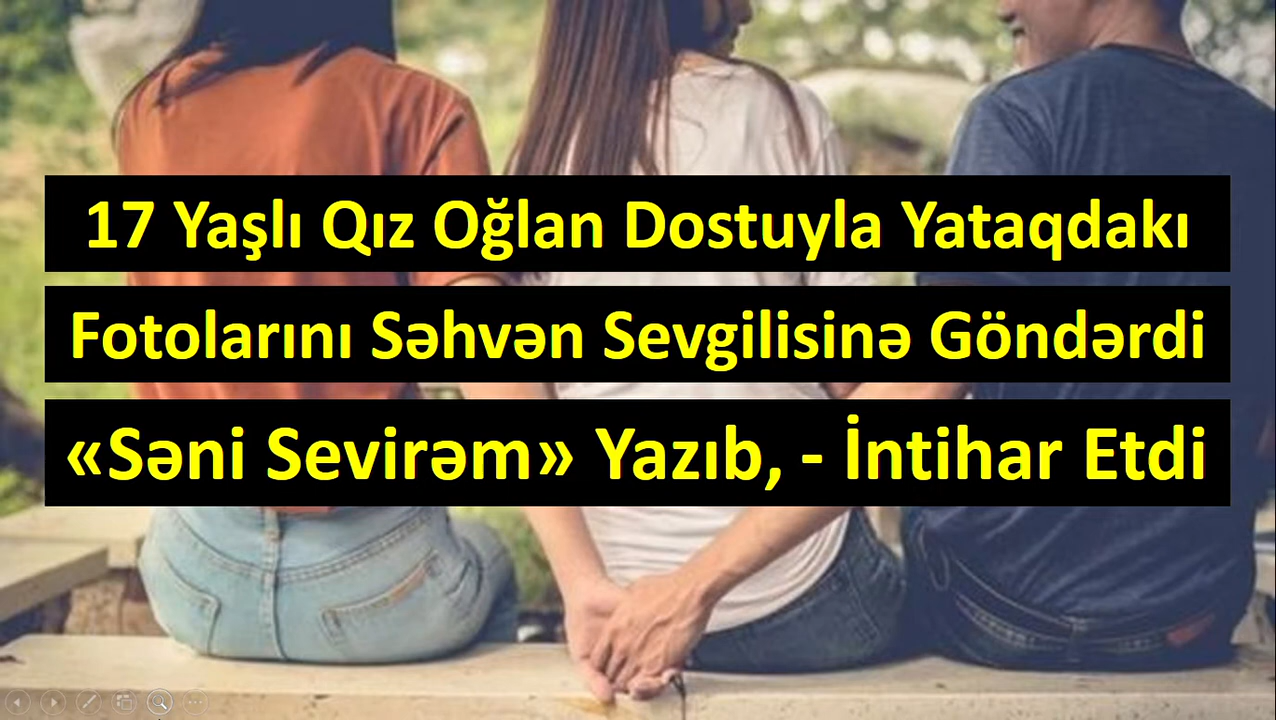 17 Yaşlı Qız Oğlan Dostuyla Yataqdakı
Fotolarını Səhvən Sevgilisinə Göndərdi
«Səni Sevirəm» Yazıb, - İntihar Etdi